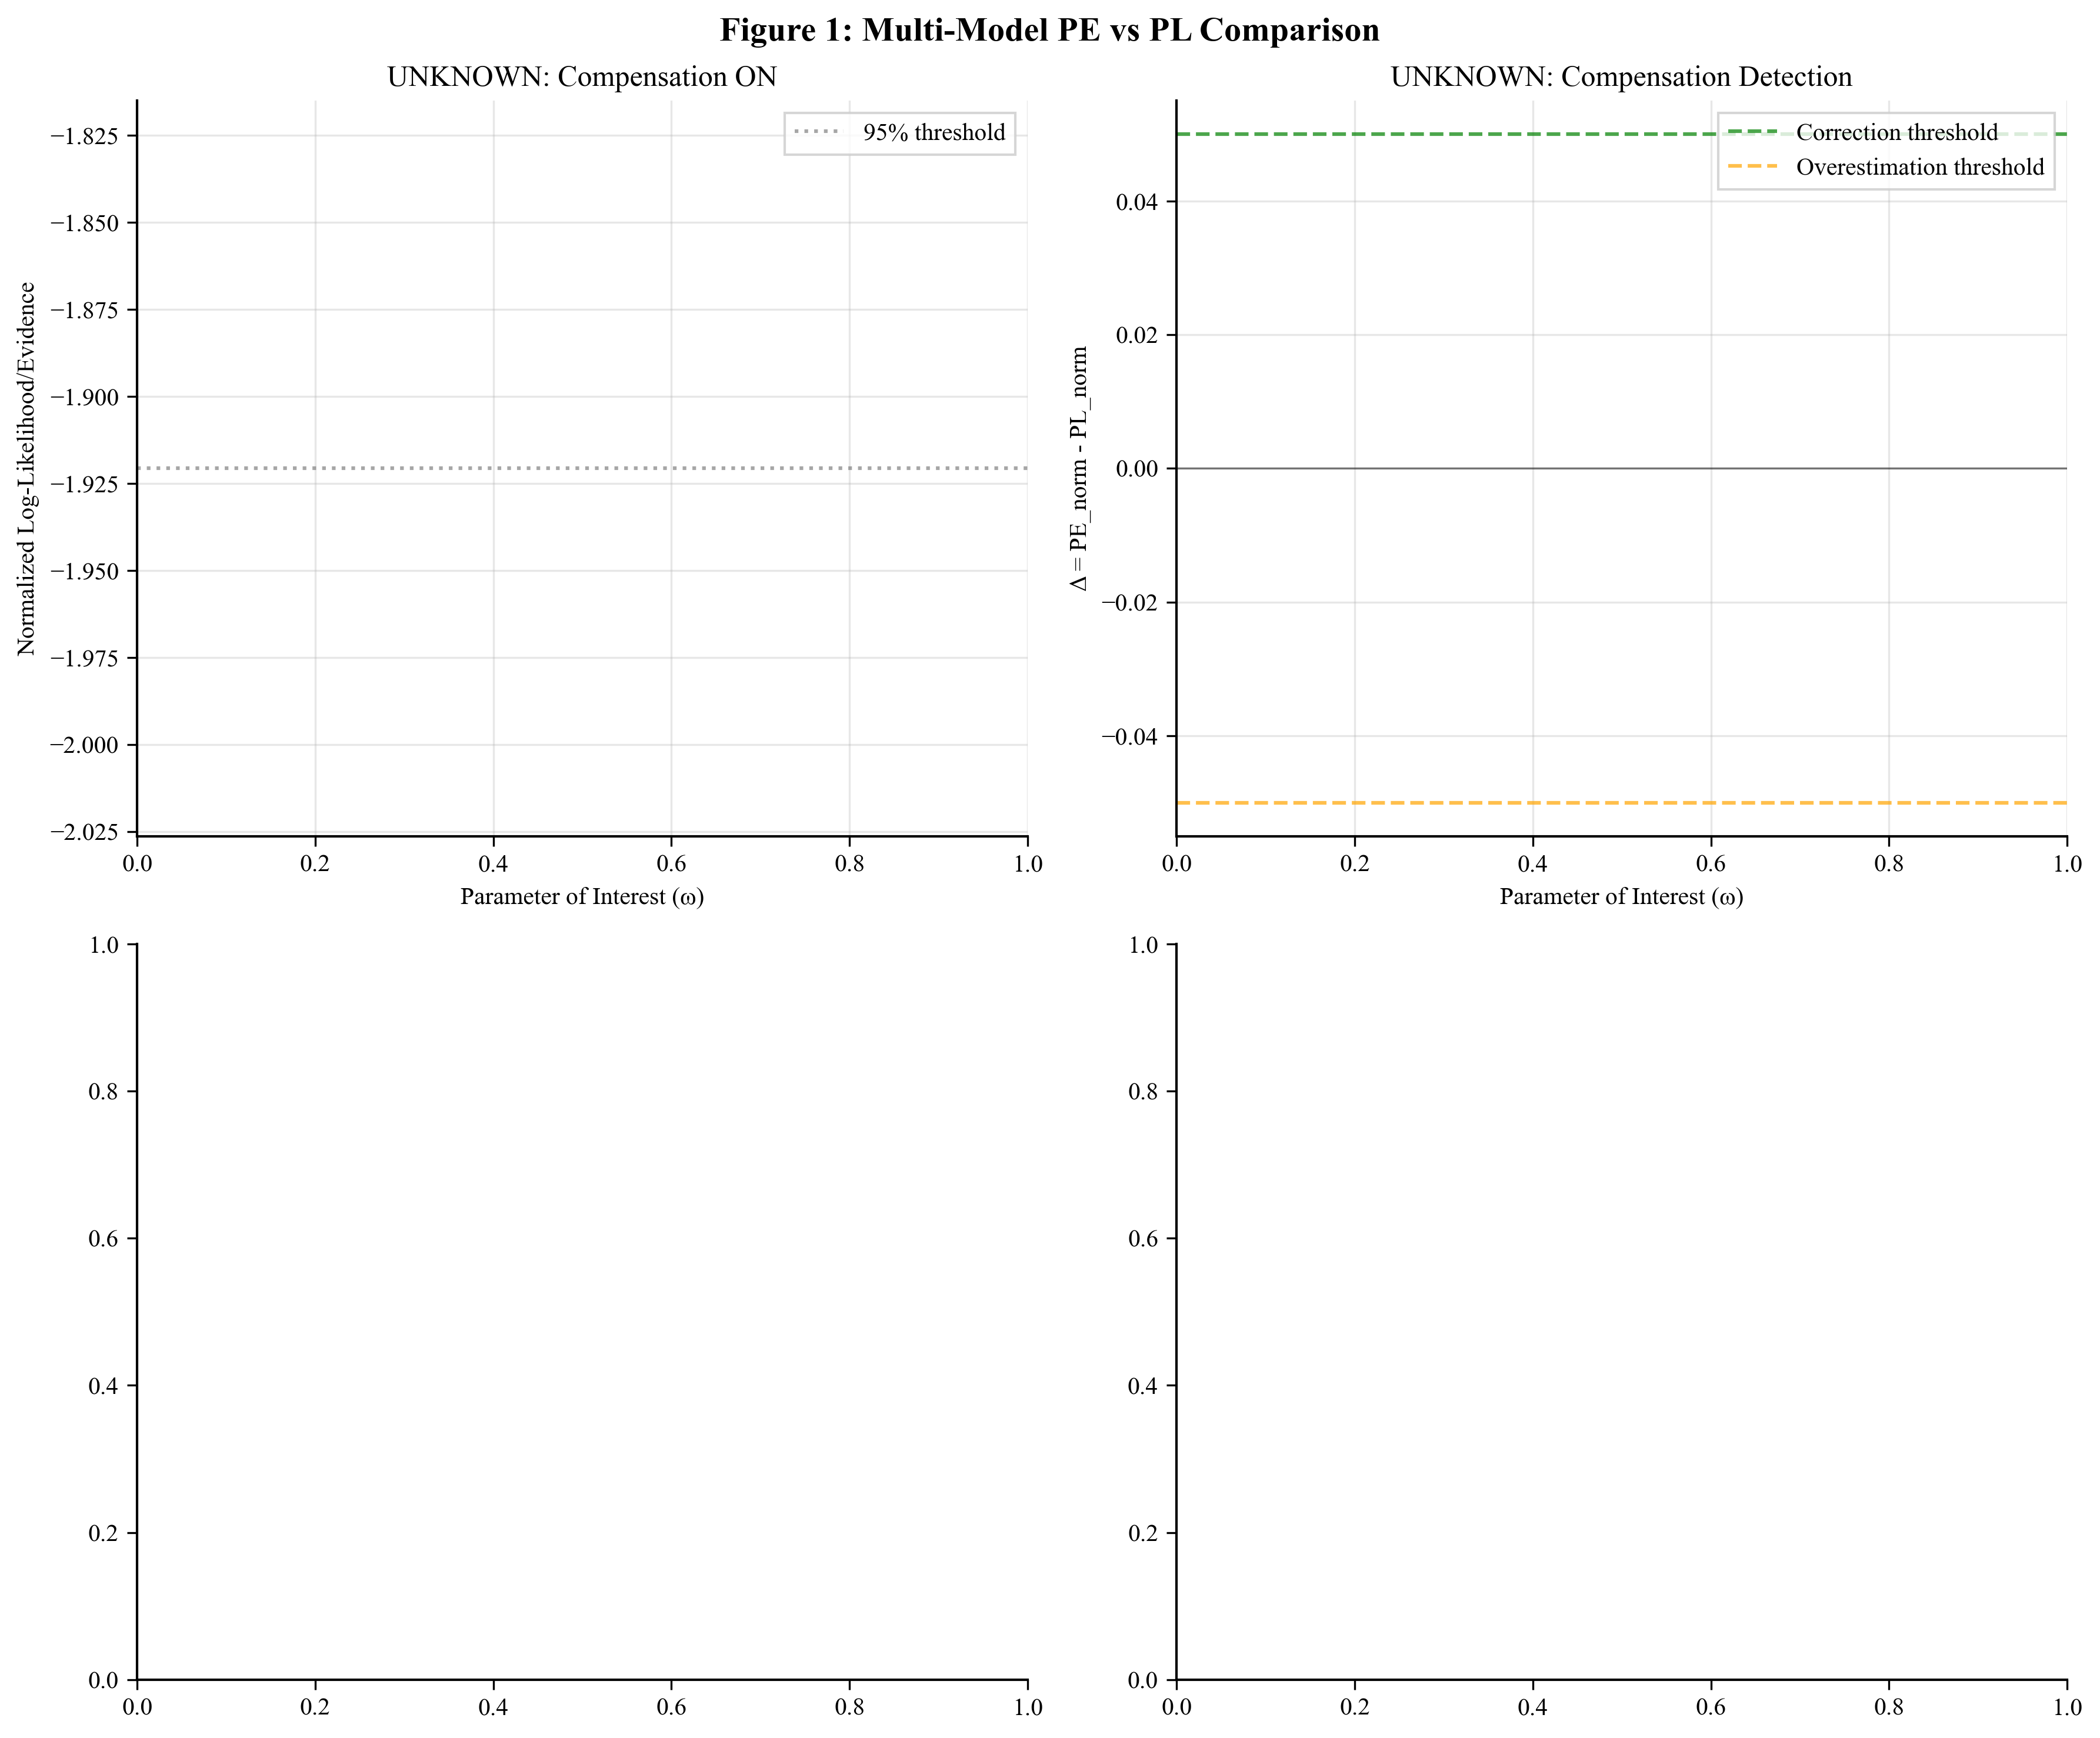 Figure 1: Multi-Model PE vs PL Comparison
UNKNOWN: Compensation ON
95% threshold
Normalized Log-Likelihood/Evidence
−1.825
−1.850
−1.875
−1.900
−1.925
−1.950
−1.975
−2.000
−2.025
0.0 0.2 0.4 0.6 0.8 1.0
Parameter of Interest (ω)
UNKNOWN: Compensation Detection
Correction threshold
Overestimation threshold
Δ = PE_norm - PL_norm
0.04
0.02
0.00
−0.02
−0.04
0.0 0.2 0.4 0.6 0.8 1.0
Parameter of Interest (ω)
1.0
0.8
0.6
0.4
0.2
0.0
0.0 0.2 0.4 0.6 0.8 1.0
1.0
0.8
0.6
0.4
0.2
0.0
0.0 0.2 0.4 0.6 0.8 1.0